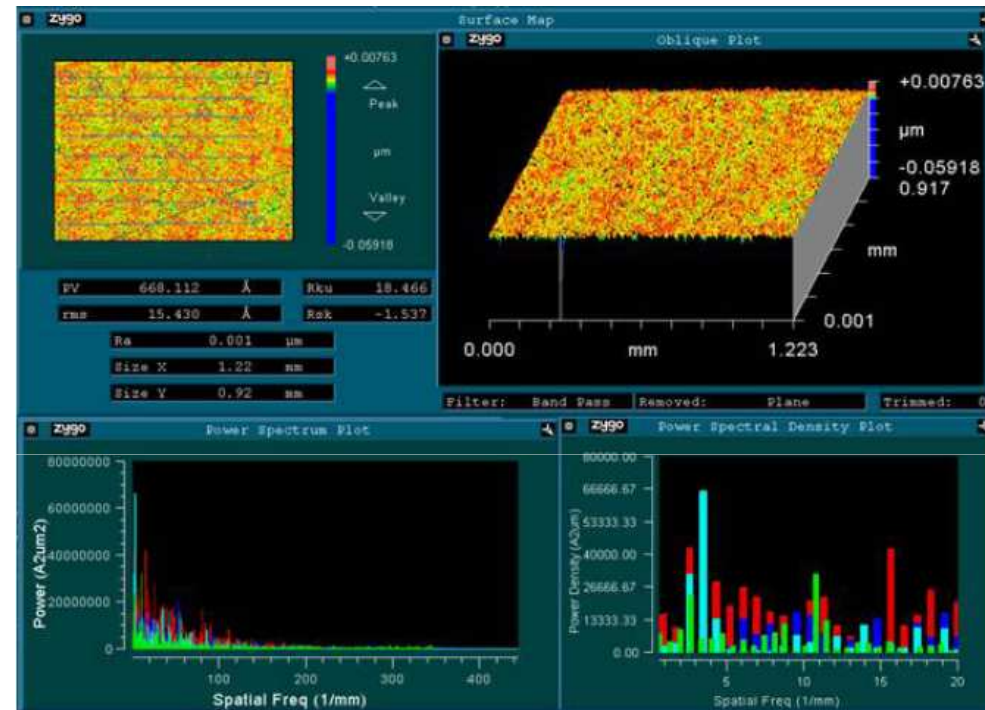 zygo Surface Map
+0.00763
Peak
µm
Valley
-0.05918
PV 668.112 Å
rms 15.430 Å
Rku 18.466
Rsk -1.537
Ra 0.001 µm
Size X 1.22 mm
Size Y 0.92 mm
zygo Oblique Plot
+0.00763
µm
-0.05918
0.917
mm
0.001
0.000 mm 1.223
Filter: Band Pass Removed: Plane Trimmed: 0
zygo Power Spectrum Plot
80000000
60000000
40000000
20000000
0
Power (A2um2)
100 200 300 400
Spatial Freq (1/mm)
zygo Power Spectral Density Plot
80000.00
66666.67
53333.33
40000.00
26666.67
13333.33
0.00
Power Density (A2um)
5 10 15 20
Spatial Freq (1/mm)